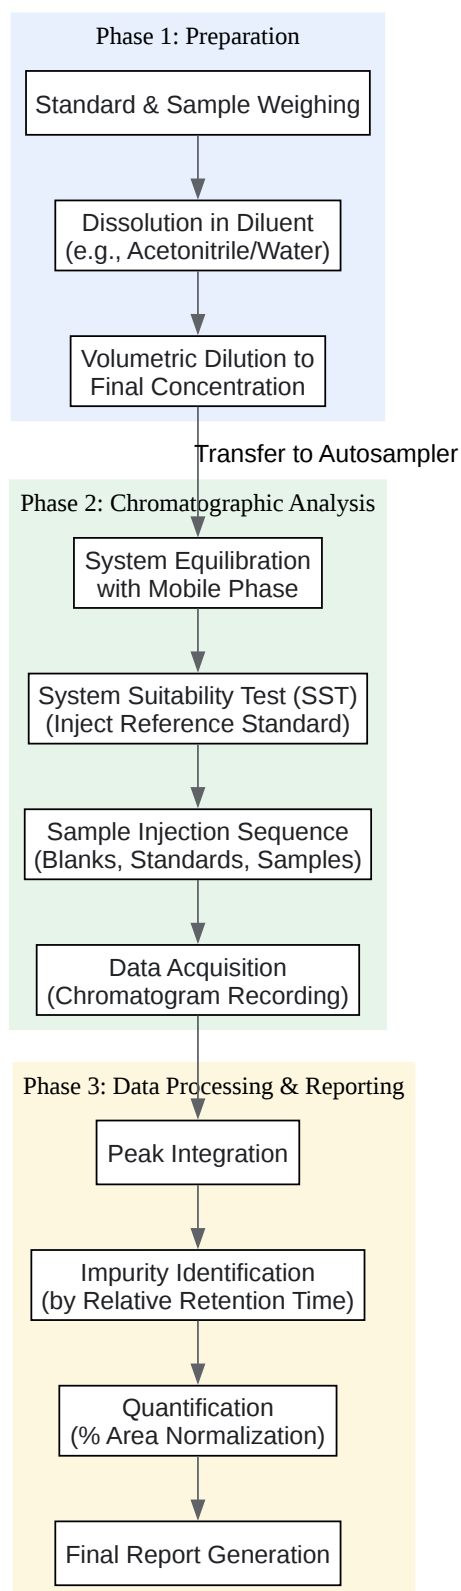 Phase 1: Preparation
Standard & Sample Weighing
Dissolution in Diluent
(e.g., Acetonitrile/Water)
Volumetric Dilution to
Final Concentration
Transfer to Autosampler
Phase 2: Chromatographic Analysis
System Equilibration
with Mobile Phase
System Suitability Test (SST)
(Inject Reference Standard)
Sample Injection Sequence
(Blanks, Standards, Samples)
Data Acquisition
(Chromatogram Recording)
Phase 3: Data Processing & Reporting
Peak Integration
Impurity Identification
(by Relative Retention Time)
Quantification
(% Area Normalization)
Final Report Generation